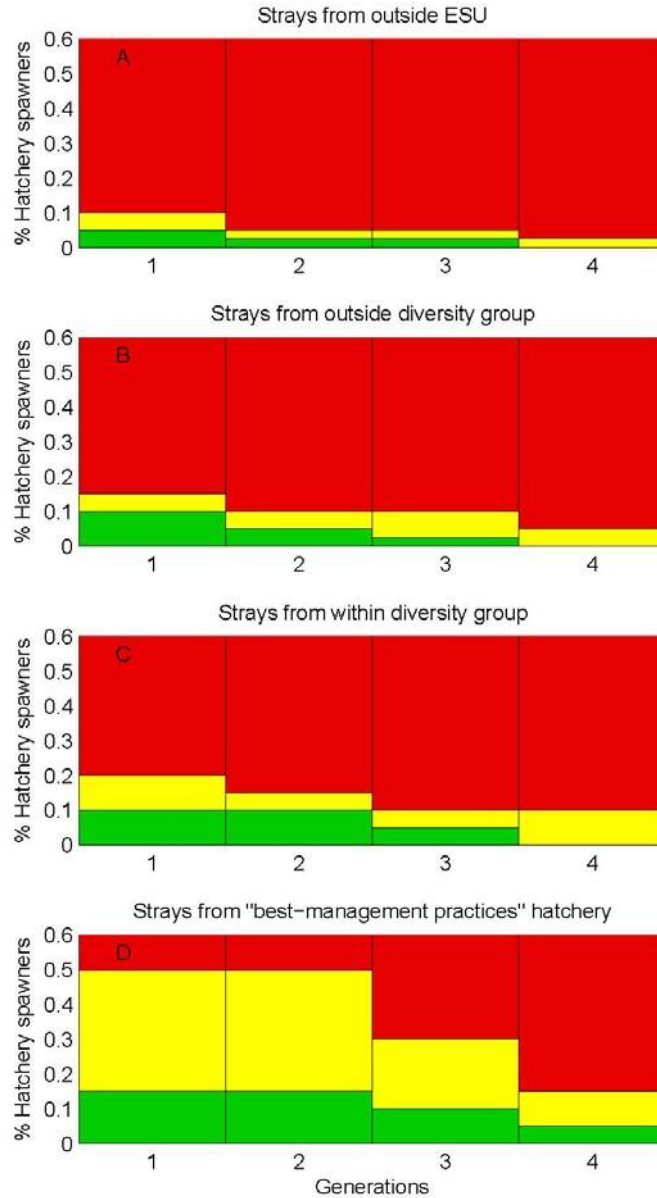 Strays from outside ESU
A
% Hatchery spawners
0.6
0.5
0.4
0.3
0.2
0.1
0
1 2 3 4
Strays from outside diversity group
B
% Hatchery spawners
0.6
0.5
0.4
0.3
0.2
0.1
0
1 2 3 4
Strays from within diversity group
C
% Hatchery spawners
0.6
0.5
0.4
0.3
0.2
0.1
0
1 2 3 4
Strays from "best−management practices" hatchery
D
% Hatchery spawners
0.6
0.5
0.4
0.3
0.2
0.1
0
1 2 3 4
Generations